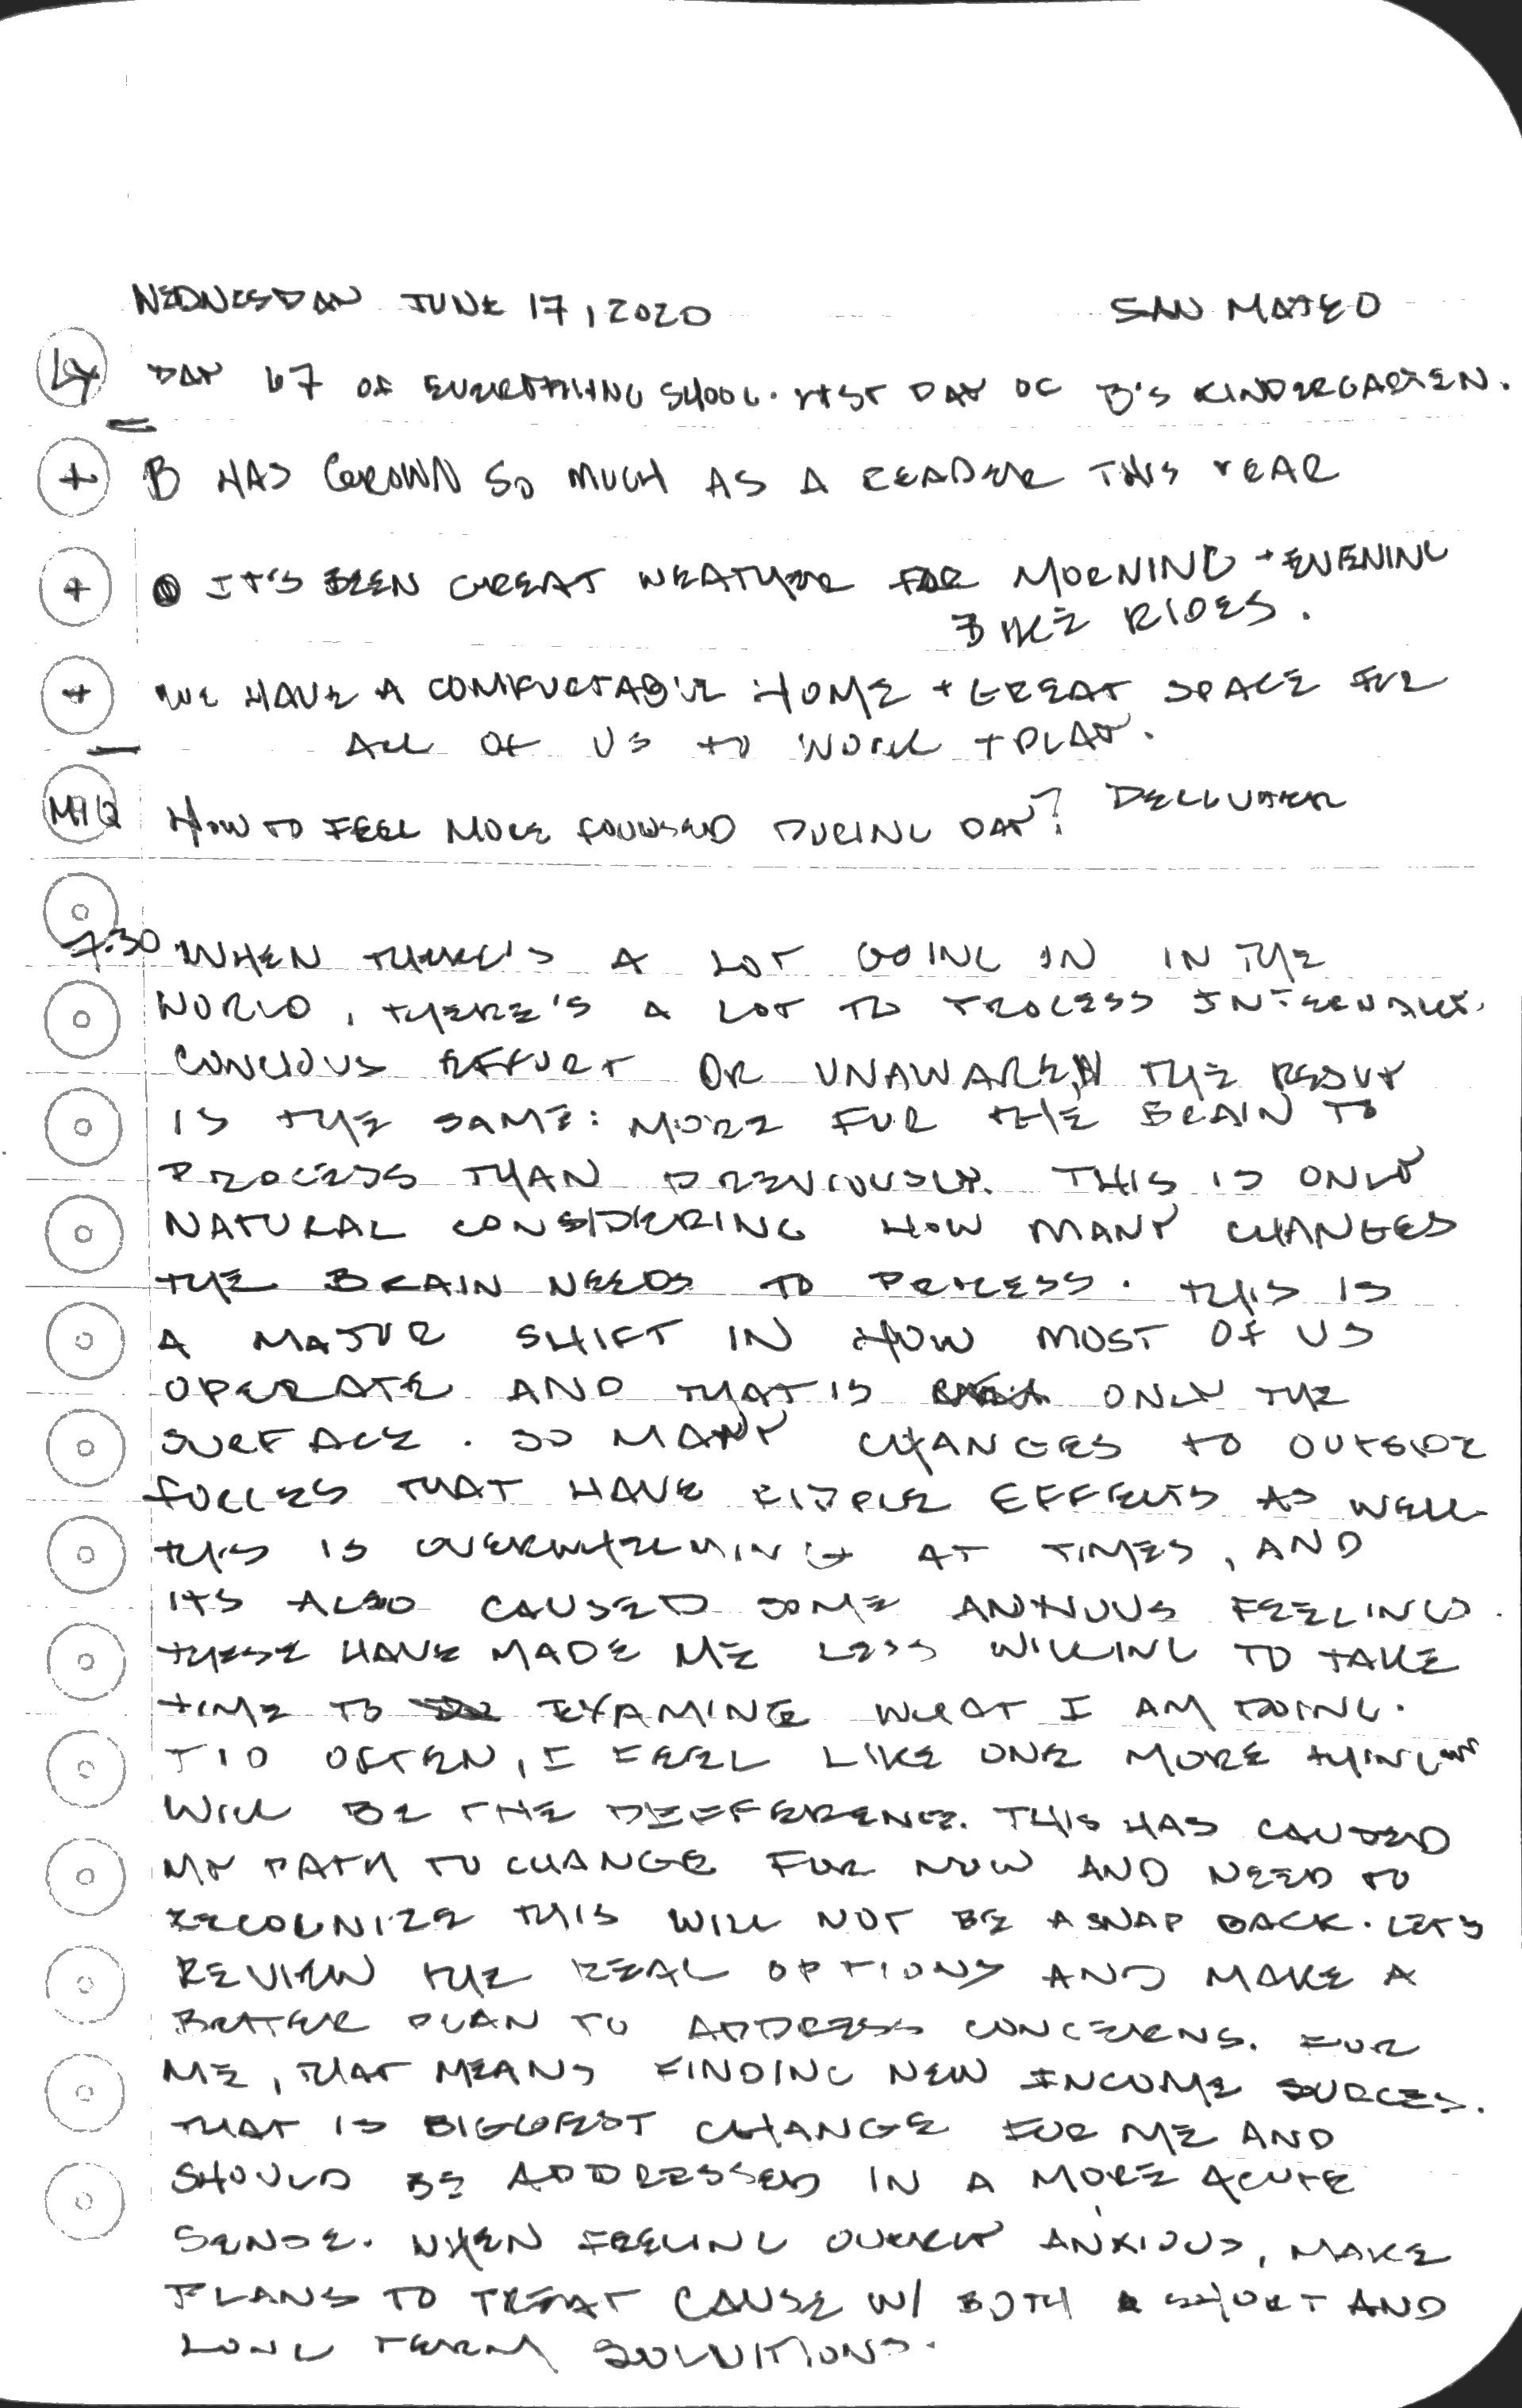 WEDNESDAY JUNE 17, 2020 SAN MATEO
DAY 67 OF EVERYTHING SCHOOL. LAST DAY OF B'S KINDERGARTEN.
+ B HAS GROWN SO MUCH AS A READER THIS YEAR
+ IT'S BEEN GREAT WEATHER FOR MORNING + EVENING
BIKE RIDES.
+ WE HAVE A COMFORTABLE HOME + GREAT SPACE FOR
ALL OF US TO WORK + PLAY.
MIQ HOW TO FEEL MORE FOCUSED DURING DAY?
7:30 WHEN THERE'S A LOT GOING ON IN THE
WORLD, THERE'S A LOT TO PROCESS INTERNALLY.
CONCIOUS EFFORT OR UNAWARE, THE RESULT
IS THE SAME: MORE FOR THE BRAIN TO
PROCESS THAN PREVIOUSLY. THIS IS ONLY
NATURAL CONSIDERING HOW MANY CHANGES
THE BRAIN NEEDS TO PROCESS. THIS IS
A MAJOR SHIFT IN HOW MOST OF US
OPERATE AND THAT IS ONLY THE
SURFACE. SO MANY CHANGES TO OUTSIDE
FORCES THAT HAVE RIPPLE EFFECTS AS WELL.
THIS IS OVERWHELMING AT TIMES, AND
ITS ALSO CAUSED SOME ANXIOUS FEELINGS.
THESE HAVE MADE ME LESS WILLING TO TAKE
TIME TO EXAMINE WHAT I AM DOING.
TOO OFTEN, I FEEL LIKE ONE MORE THING
WILL BE THE DIFFERENCE. THIS HAS CAUSED
MY PATH TO CHANGE FOR NOW AND NEED TO
RECOGNIZE THIS WILL NOT BE A SNAP BACK. LET'S
REVIEW THE REAL OPTIONS AND MAKE A
BETTER PLAN TO ADDRESS CONCERNS. FOR
ME, THAT MEANS FINDING NEW INCOME SOURCES.
THAT IS BIGGEST CHANGE FOR ME AND
SHOULD BE ADDRESSED IN A MORE ACUTE
SENSE. WHEN FEELING OVERLY ANXIOUS, MAKE
PLANS TO TREAT CAUSE W/ BOTH SHORT AND
LONG TERM SOLUTIONS.